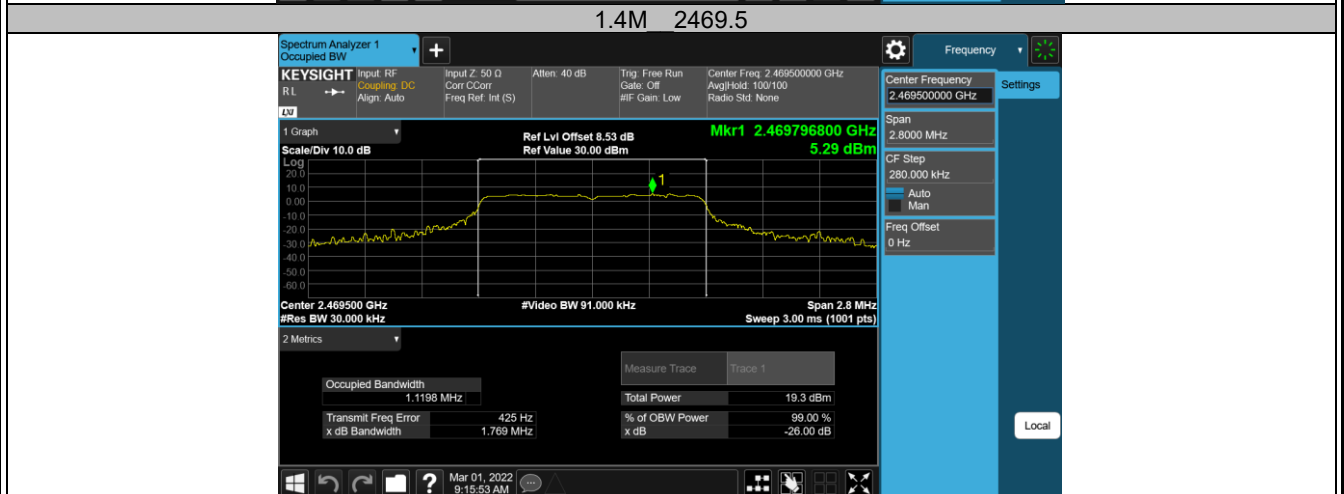 1.4M__2469.5
Spectrum Analyzer 1
Occupied BW
Frequency
KEYSIGHT
R L
LXI
Input: RF
Coupling: DC
Align: Auto
Input Z: 50 Ω
Corr CCorr
Freq Ref: Int (S)
Atten: 40 dB
Trig: Free Run
Gate: Off
#IF Gain: Low
Center Freq: 2.469500000 GHz
Avg|Hold: 100/100
Radio Std: None
Center Frequency
2.469500000 GHz
Settings
Span
2.8000 MHz
CF Step
280.000 kHz
Auto
Man
Freq Offset
0 Hz
Local
1 Graph
Scale/Div 10.0 dB
Ref Lvl Offset 8.53 dB
Ref Value 30.00 dBm
Mkr1 2.469796800 GHz
5.29 dBm
Log
20.0
10.0
0.00
-10.0
-20.0
-30.0
-40.0
-50.0
-60.0
1
Center 2.469500 GHz
#Video BW 91.000 kHz
Span 2.8 MHz
#Res BW 30.000 kHz
Sweep 3.00 ms (1001 pts)
2 Metrics
Measure Trace
Trace 1
Occupied Bandwidth
1.1198 MHz
Total Power
19.3 dBm
Transmit Freq Error
425 Hz
% of OBW Power
99.00 %
x dB Bandwidth
1.769 MHz
x dB
-26.00 dB
?
Mar 01, 2022
9:15:53 AM